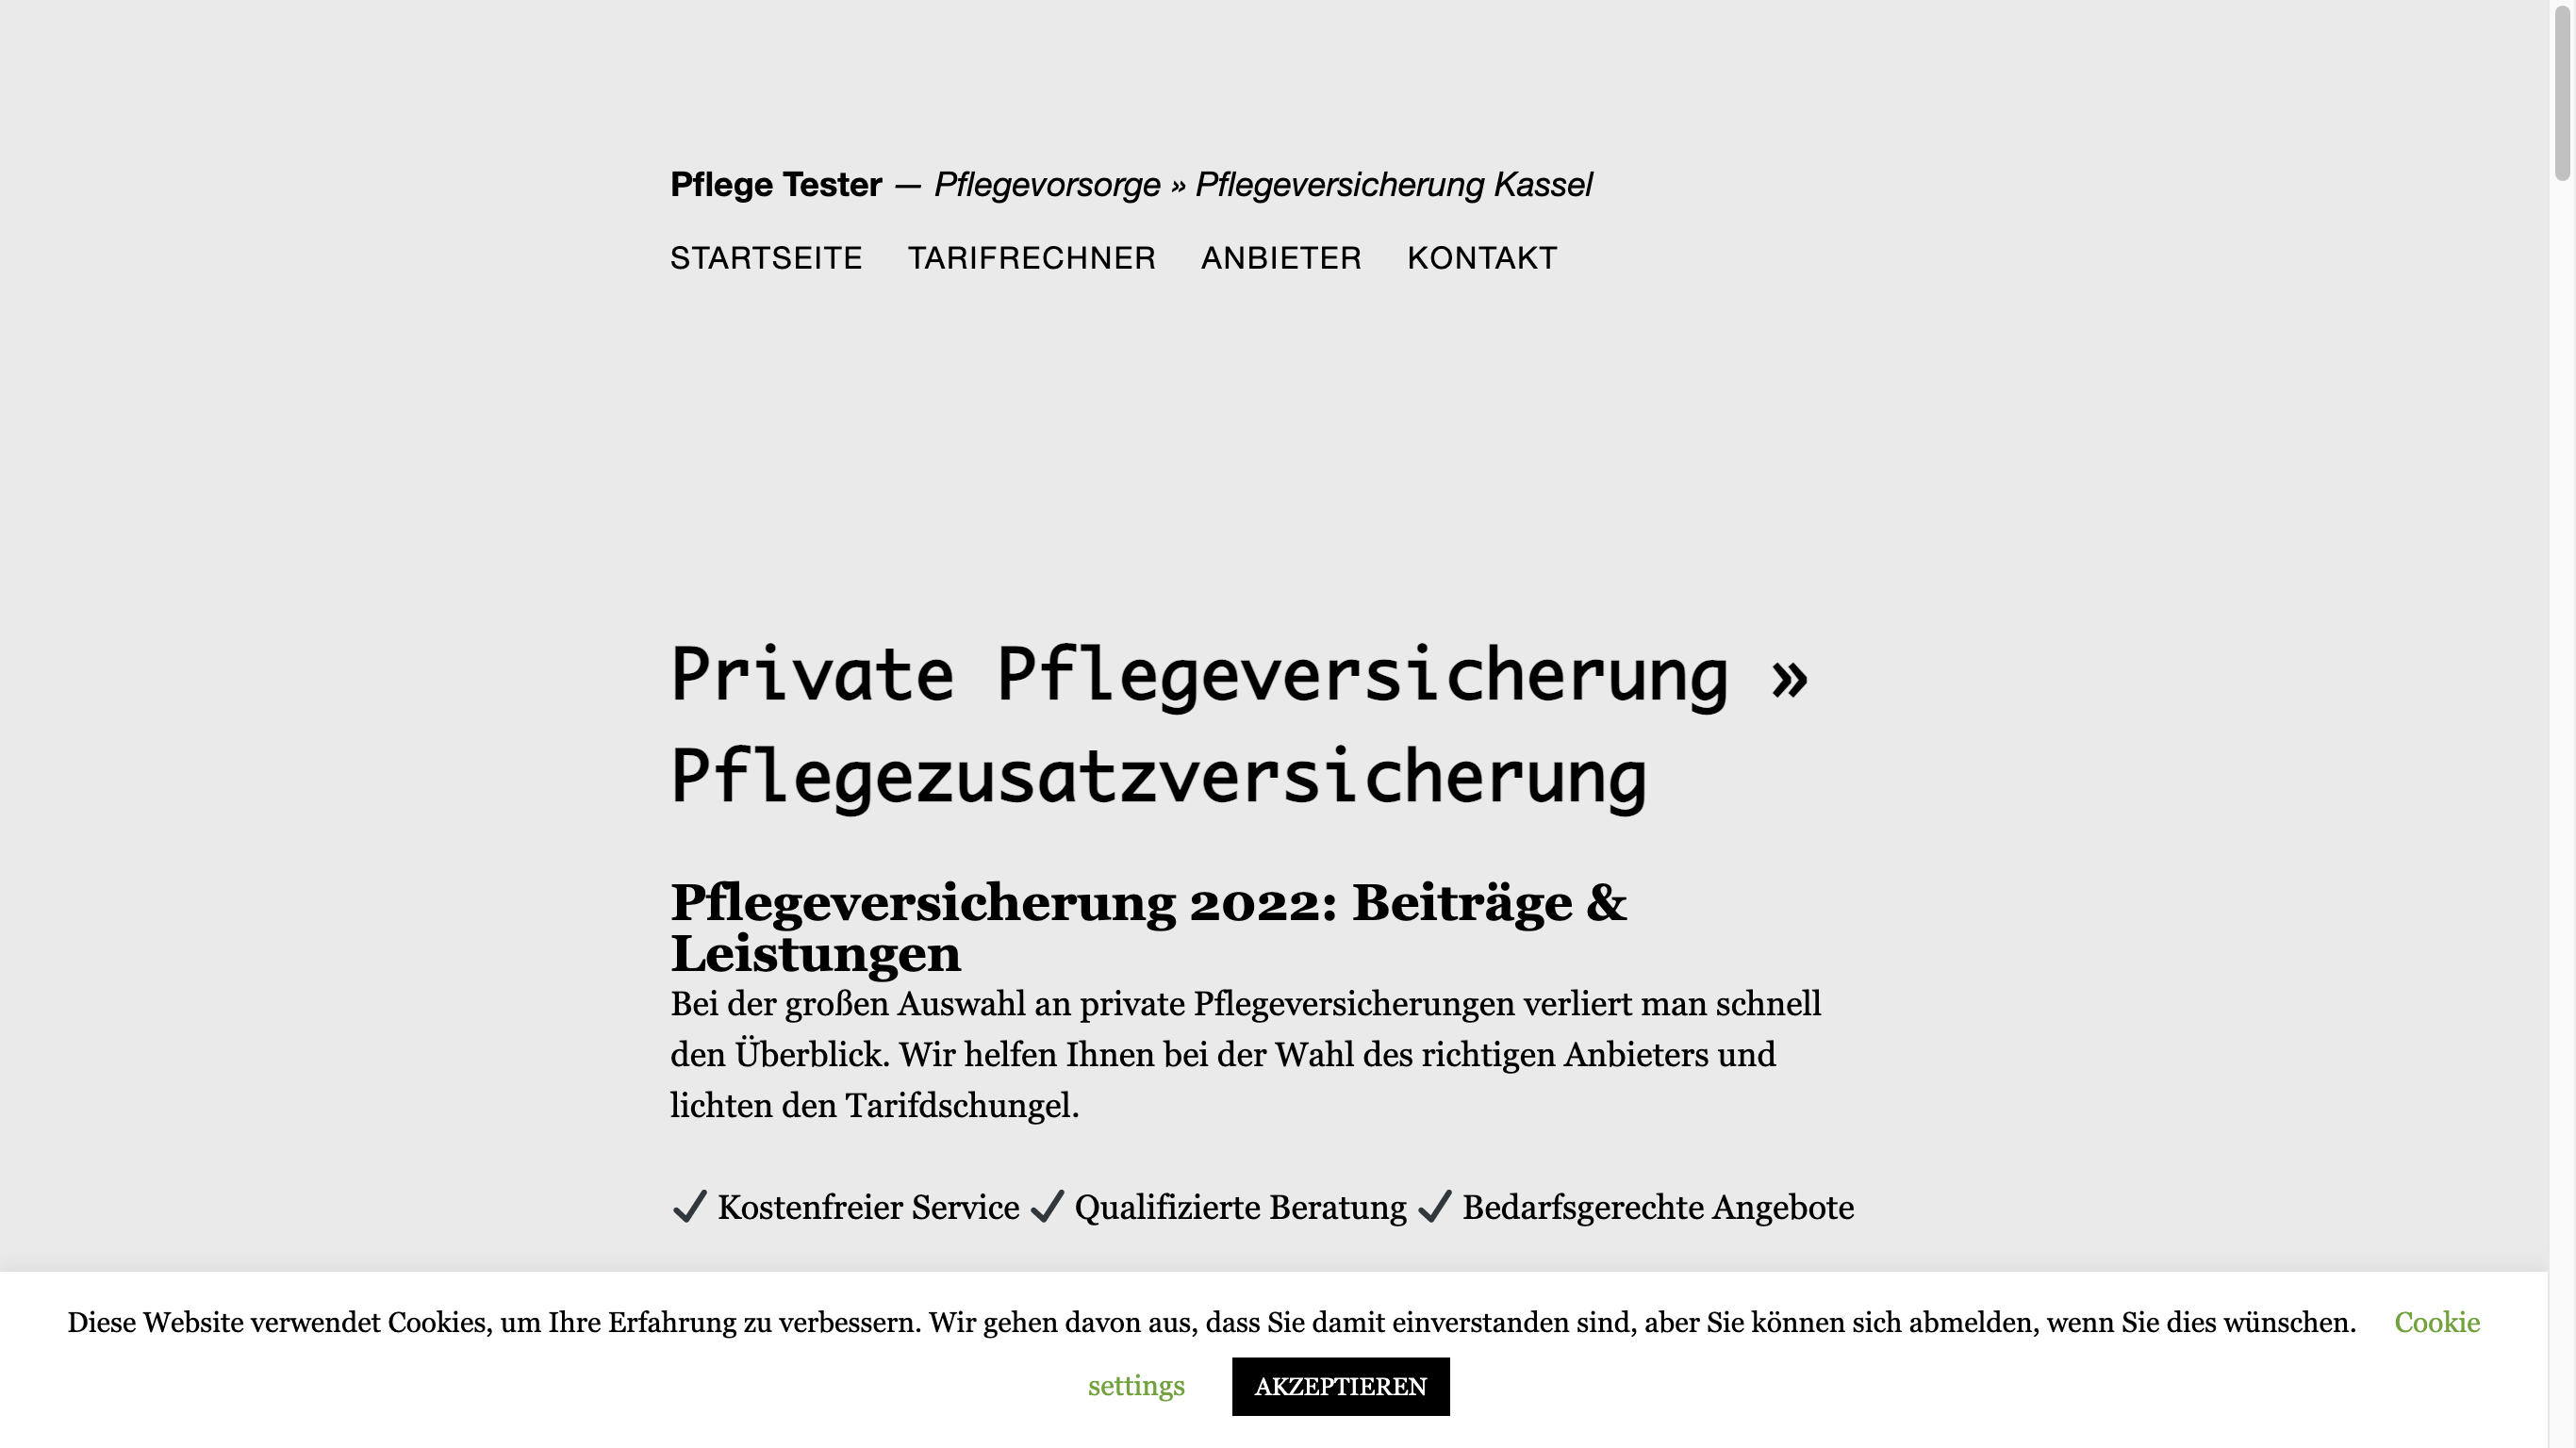 Pflege Tester — Pflegevorsorge » Pflegeversicherung Kassel
STARTSEITE TARIFRECHNER ANBIETER KONTAKT
Private Pflegeversicherung »
Pflegezusatzversicherung
Pflegeversicherung 2022: Beiträge &
Leistungen
Bei der großen Auswahl an private Pflegeversicherungen verliert man schnell
den Überblick. Wir helfen Ihnen bei der Wahl des richtigen Anbieters und
lichten den Tarifdschungel.
✓ Kostenfreier Service ✓ Qualifizierte Beratung ✓ Bedarfsgerechte Angebote
Diese Website verwendet Cookies, um Ihre Erfahrung zu verbessern. Wir gehen davon aus, dass Sie damit einverstanden sind, aber Sie können sich abmelden, wenn Sie dies wünschen. Cookie
settings AKZEPTIEREN